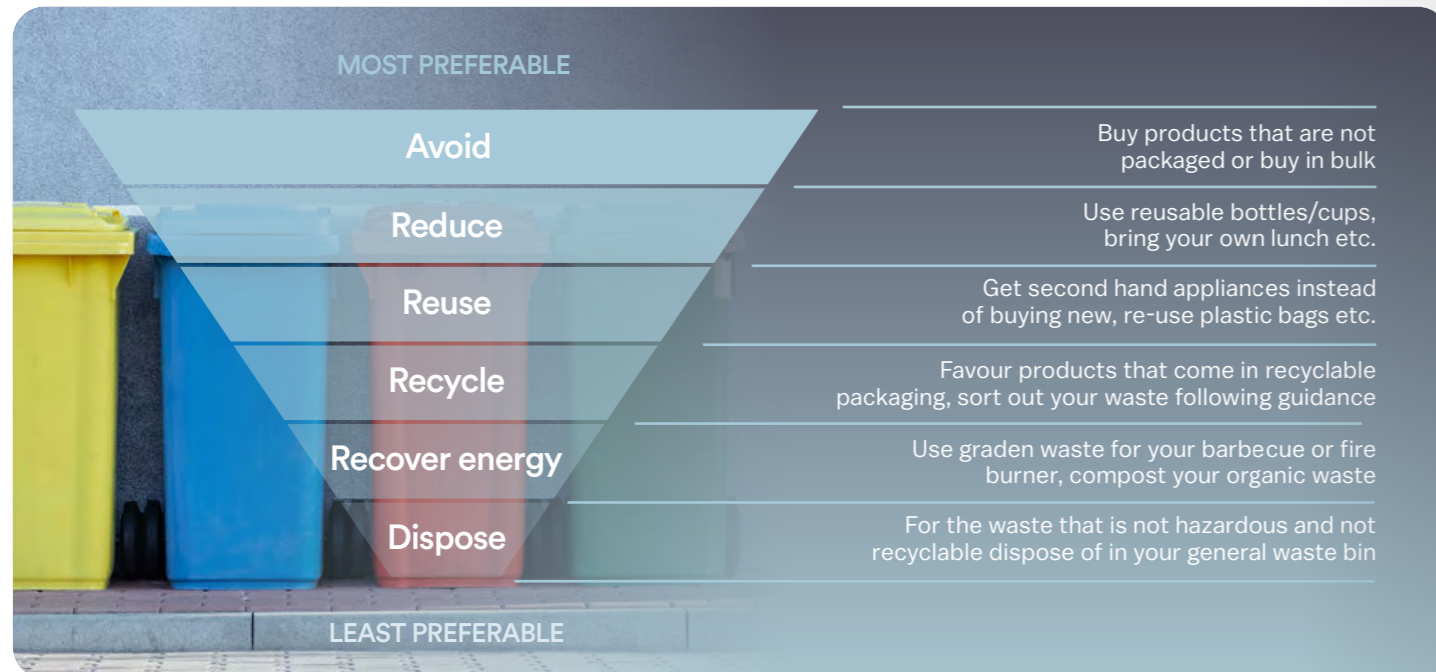 MOST PREFERABLE
Avoid
Buy products that are not
packaged or buy in bulk
Reduce
Use reusable bottles/cups,
bring your own lunch etc.
Reuse
Get second hand appliances instead
of buying new, re-use plastic bags etc.
Recycle
Favour products that come in recyclable
packaging, sort out your waste following guidance
Recover energy
Use graden waste for your barbecue or fire
burner, compost your organic waste
Dispose
For the waste that is not hazardous and not
recyclable dispose of in your general waste bin
LEAST PREFERABLE